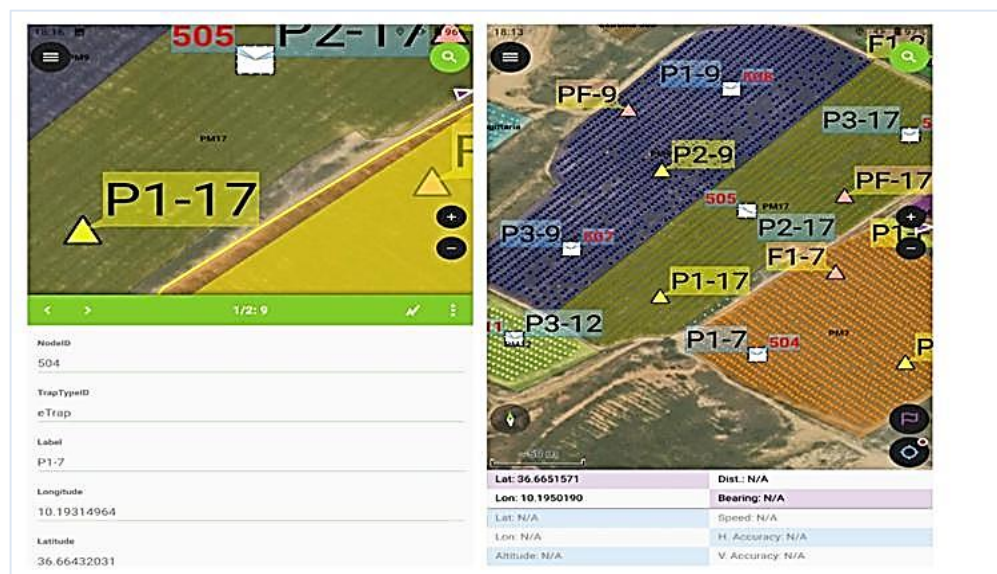 18:16
505
P2-17
96
PM9
PM17
P1-17
1/2: 9
NodeID
504
TrapTypeID
eTrap
Label
P1-7
Longitude
10.19314964
Latitude
36.66432031
18:13
P1-9
PF-9
P3-17
P2-9
505
PM17
PF-17
P2-17
P3-9
507
F1-7
P1-17
P3-12
P1-7
504
PM7
~50 m
Lat: 36.6651571
Dist.: N/A
Lon: 10.1950190
Bearing: N/A
Lat: N/A
Speed: N/A
Lon: N/A
H. Accuracy: N/A
Altitude: N/A
V. Accuracy: N/A